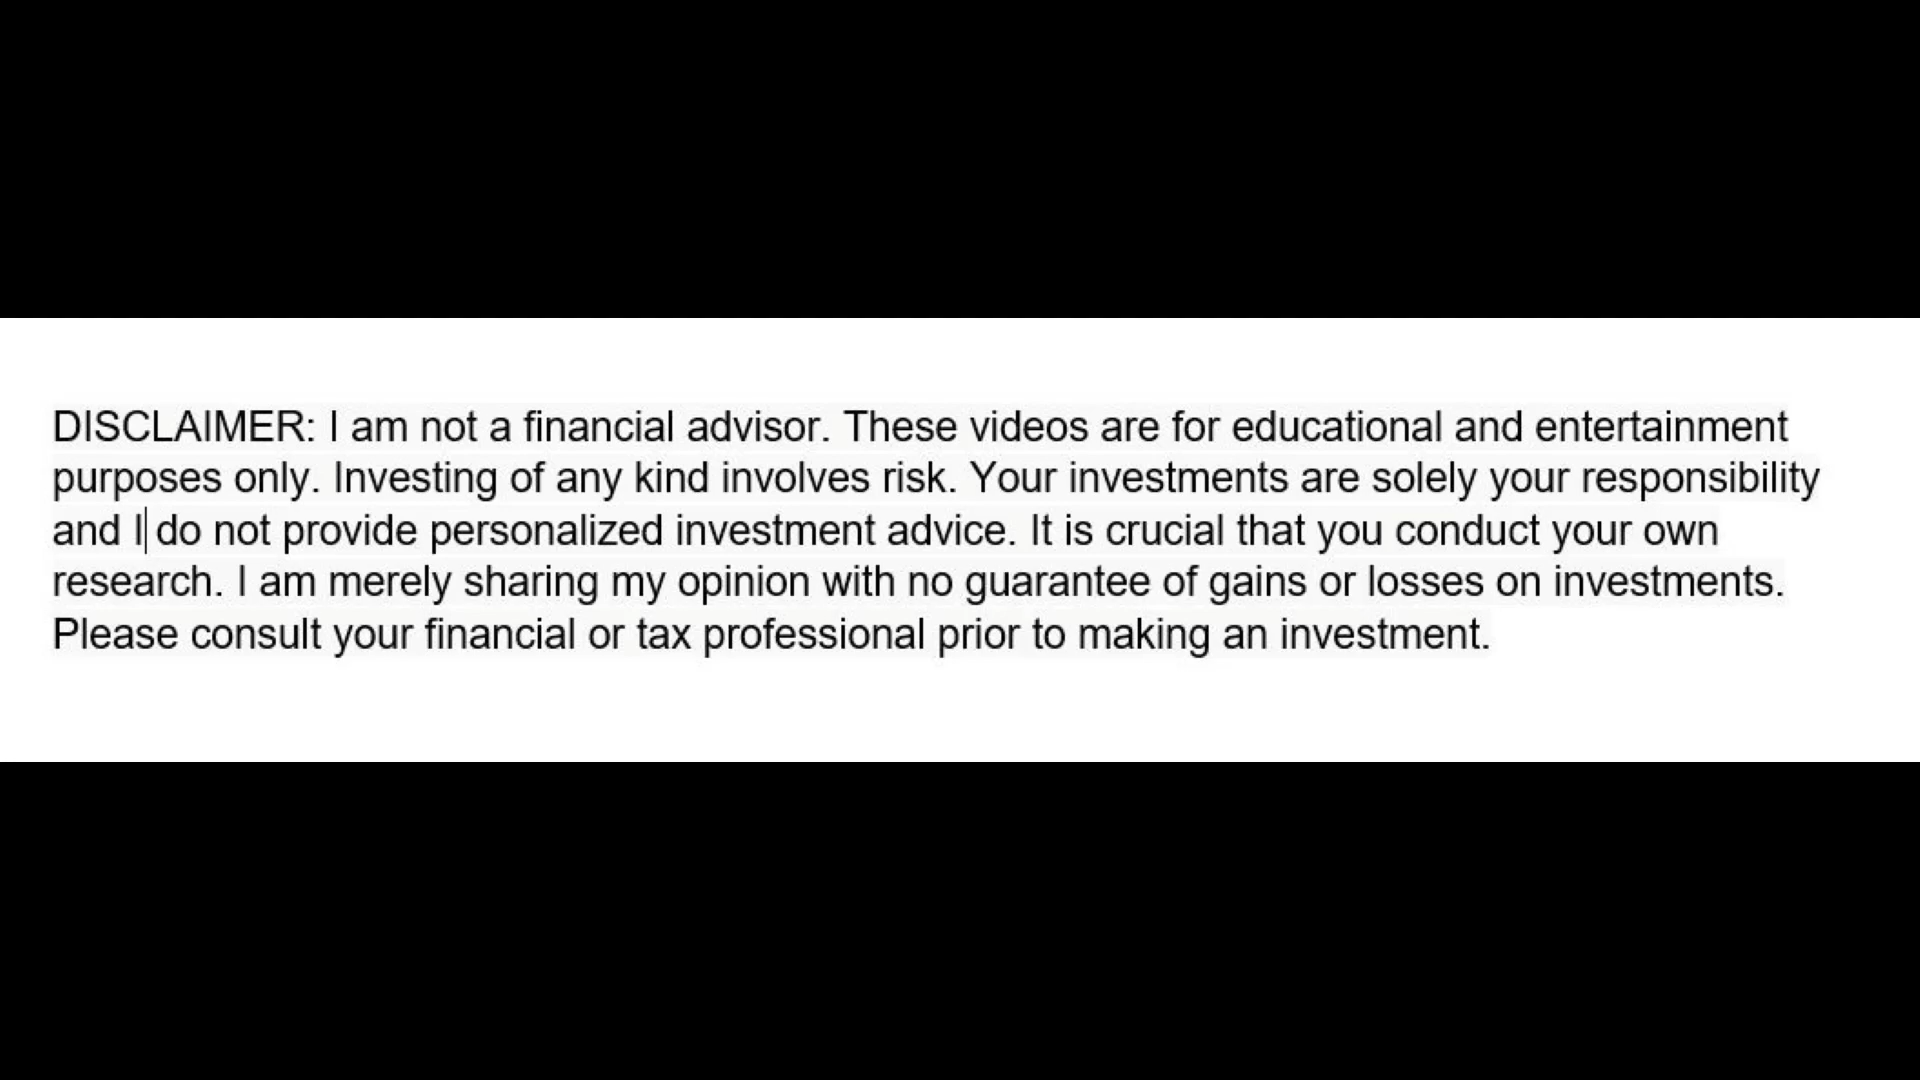 DISCLAIMER: I am not a financial advisor. These videos are for educational and entertainment
purposes only. Investing of any kind involves risk. Your investments are solely your responsibility
and I do not provide personalized investment advice. It is crucial that you conduct your own
research. I am merely sharing my opinion with no guarantee of gains or losses on investments.
Please consult your financial or tax professional prior to making an investment.